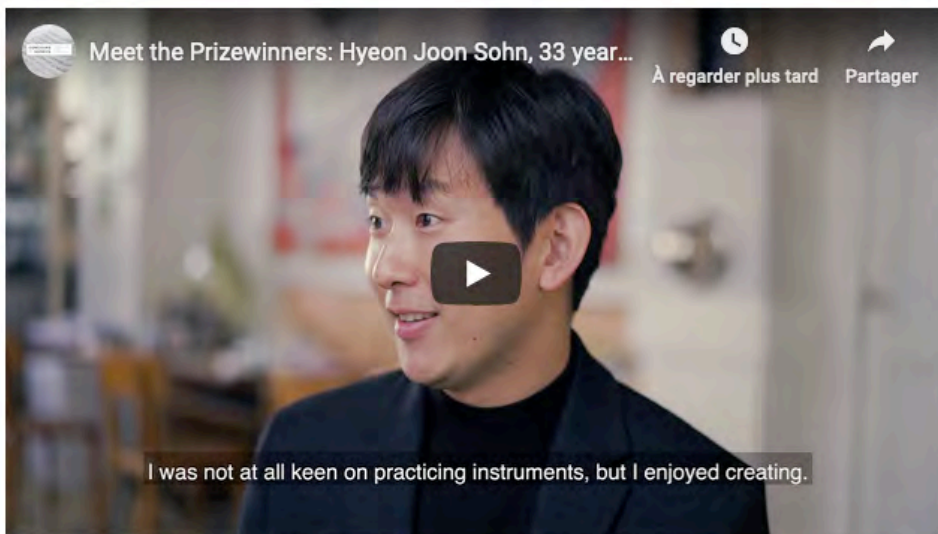 Meet the Prizewinners: Hyeon Joon Sohn, 33 year...
À regarder plus tard
Partager
I was not at all keen on practicing instruments, but I enjoyed creating.